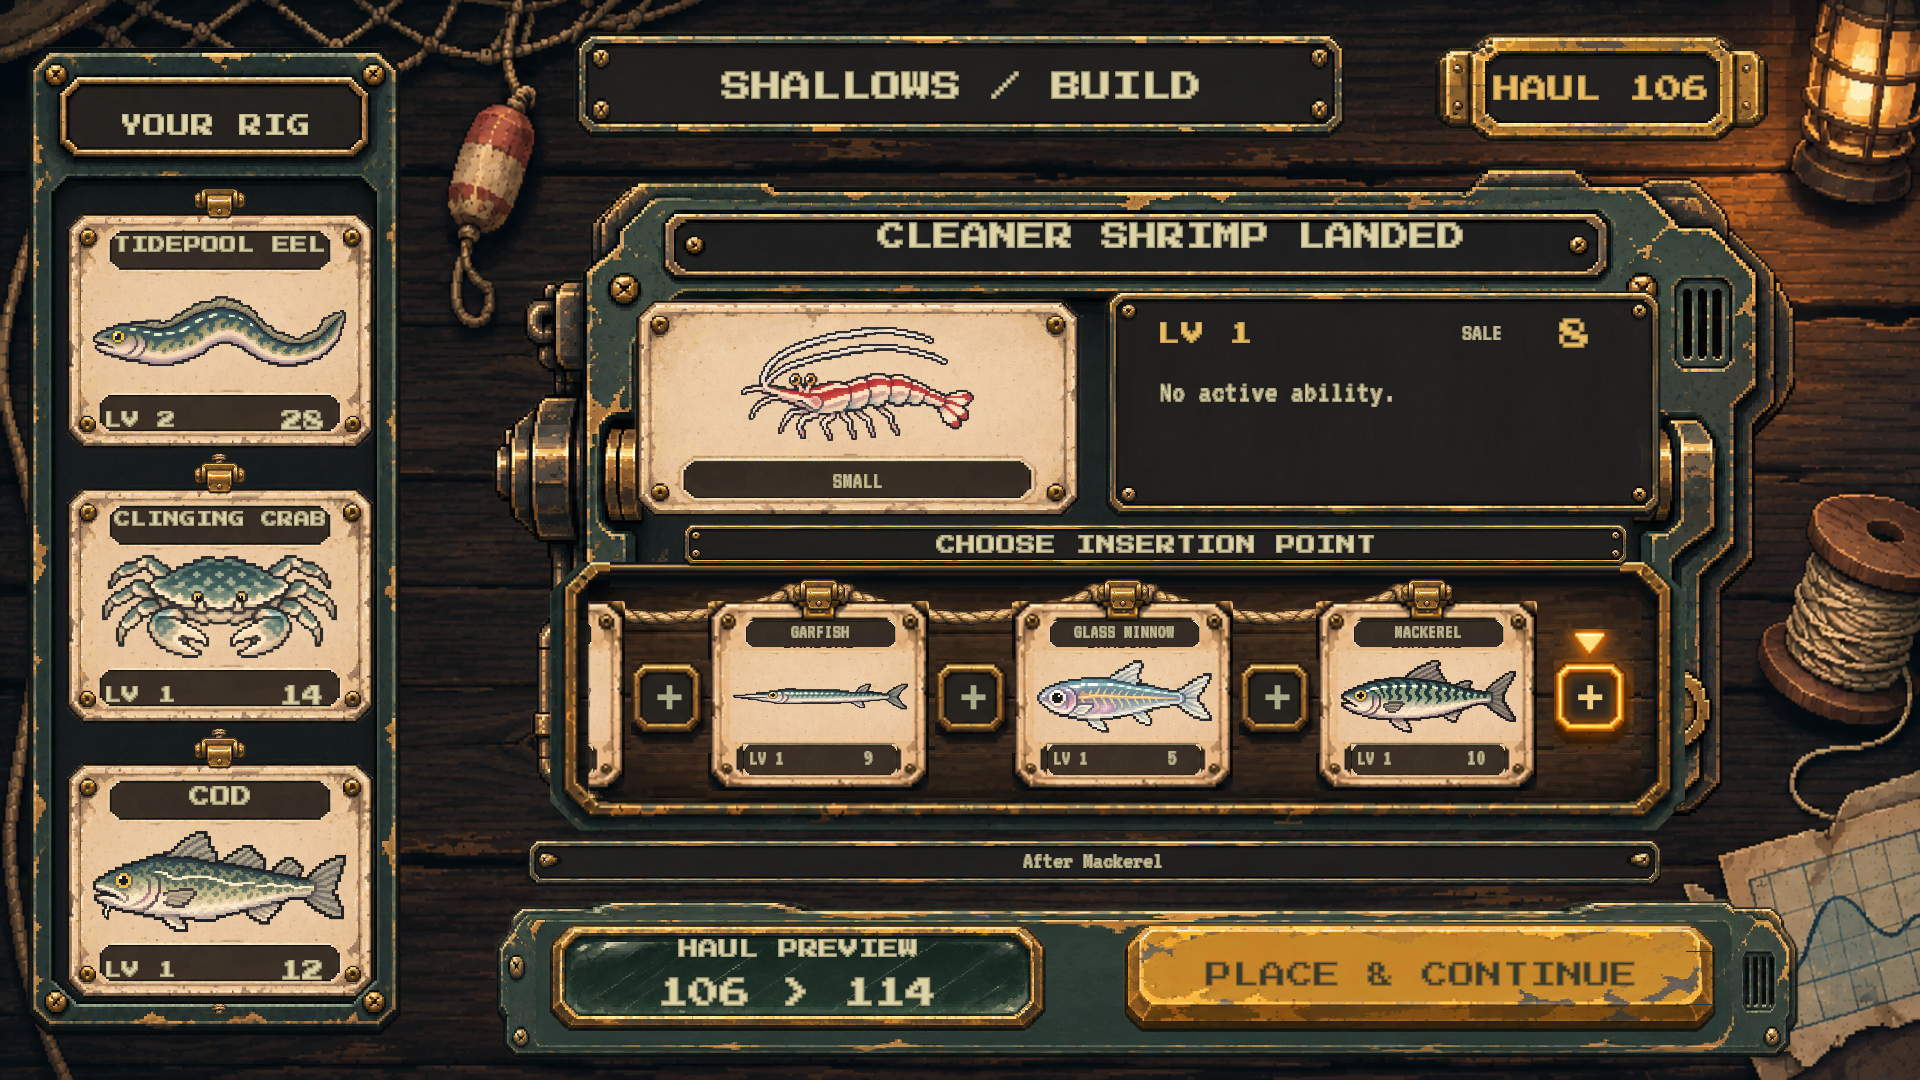 SHALLOWS / BUILD
HAUL 106
YOUR RIG
TIDEPOOL EEL
LV 2 28
CLINGING CRAB
LV 1 14
COD
LV 1 12
CLEANER SHRIMP LANDED
SMALL
LV 1 SALE 8
No active ability.
CHOOSE INSERTION POINT
GARFISH
LV 1 9
GLASS MINNOW
LV 1 5
MACKEREL
LV 1 10
+ + + +
After Mackerel
HAUL PREVIEW
106 > 114
PLACE & CONTINUE